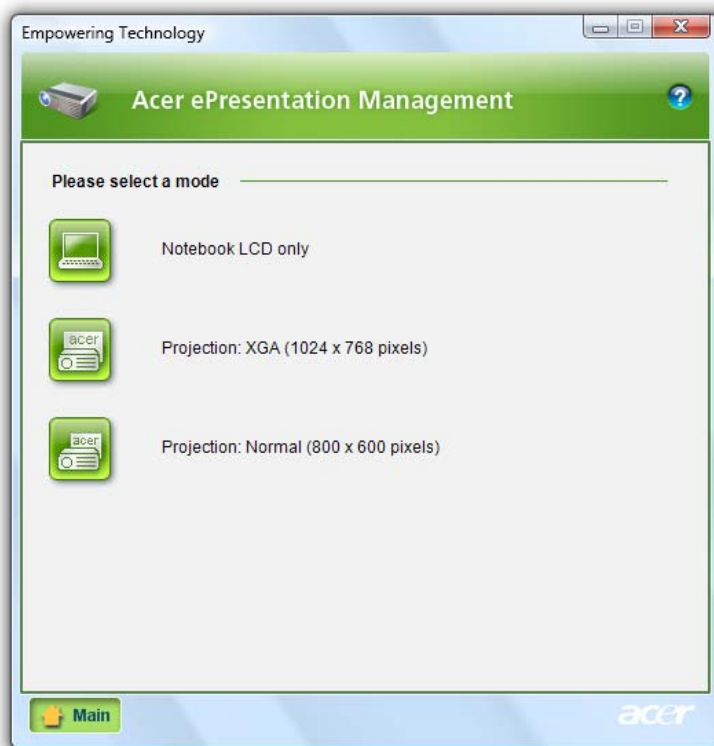 Empowering Technology
Acer ePresentation Management
?
Please select a mode
Notebook LCD only
acer
Projection: XGA (1024 x 768 pixels)
acer
Projection: Normal (800 x 600 pixels)
Main
acer